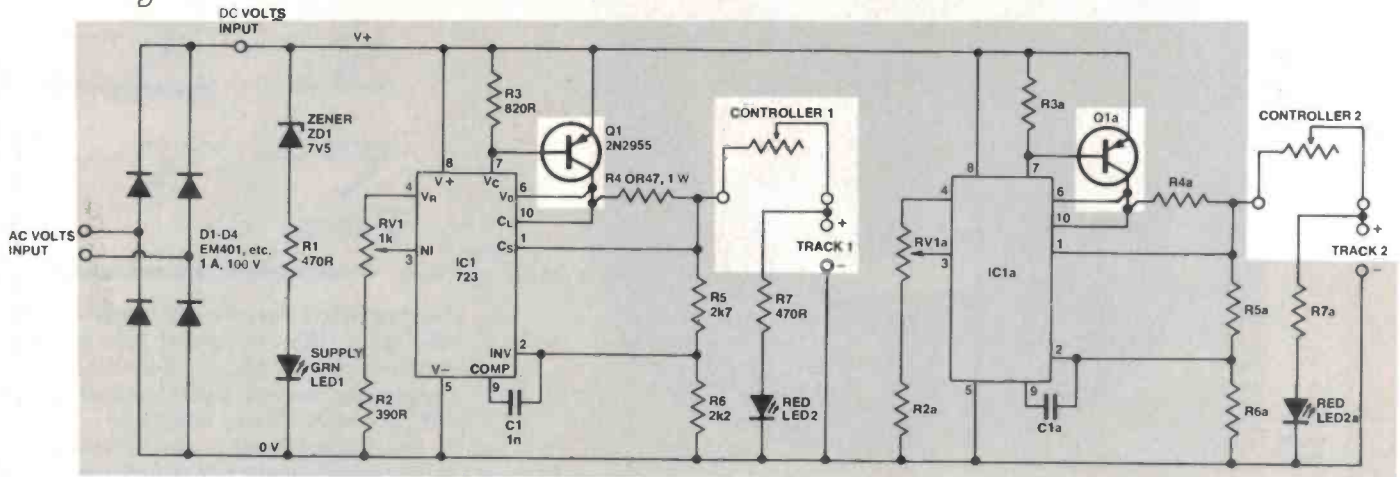 DC VOLTS
INPUT
V+
AC VOLTS
INPUT
D1-D4
EM401, etc.
1 A, 100 V
ZENER
ZD1
7V5
R1
470R
SUPPLY
GRN
LED1
0 V
R3
820R
Q1
2N2955
8
V+
7
VC
4
VR
RV1
1k
NI
3
IC1
723
6
VO
10
CL
CS
1
INV
2
COMP
V–
5
9
C1
1n
R2
390R
R4 0R47, 1 W
CONTROLLER 1
+
TRACK 1
–
R5
2k7
R6
2k2
R7
470R
RED
LED2
R3a
Q1a
8
7
4
RV1a
3
IC1a
6
10
1
2
5
9
C1a
R2a
R4a
CONTROLLER 2
+
TRACK 2
–
R5a
R6a
R7a
RED
LED2a